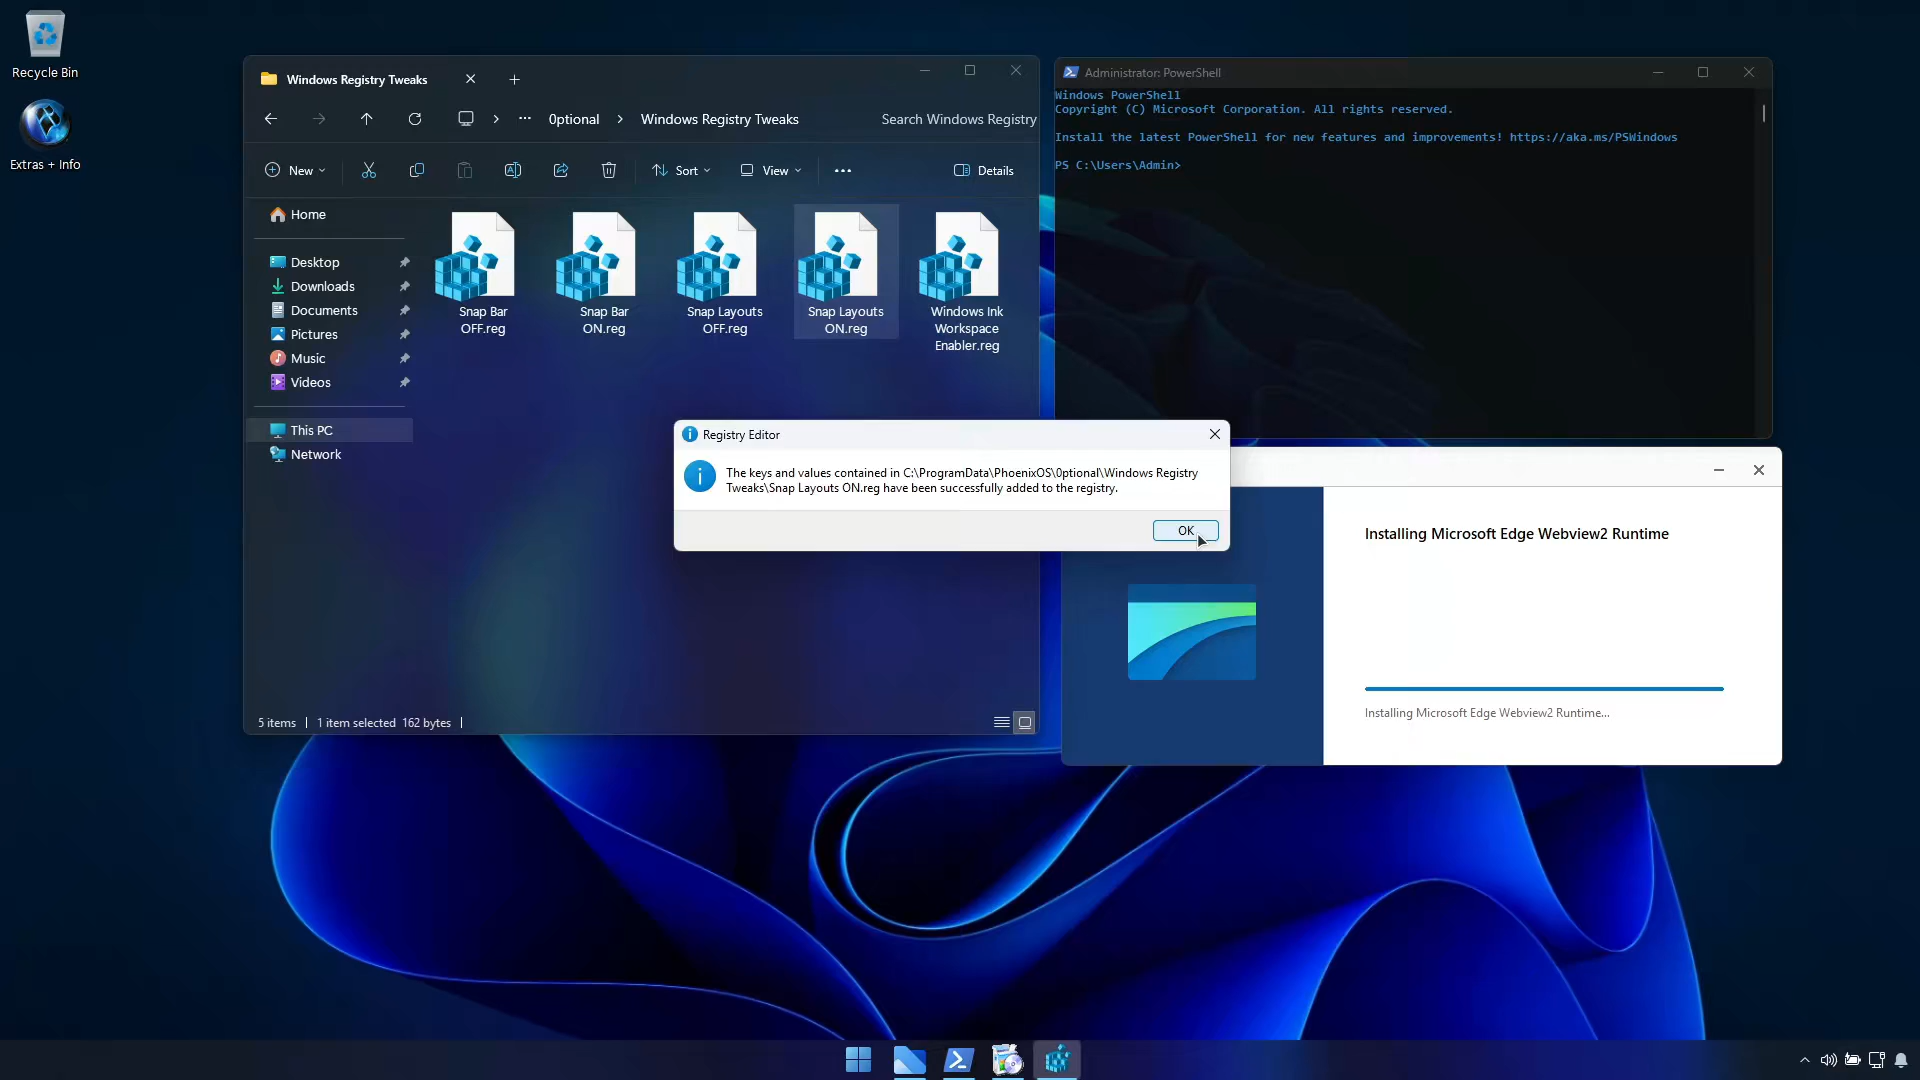 Recycle Bin
Extras + Info
Windows Registry Tweaks
0ptional
Windows Registry Tweaks
Search Windows Registry
New
Sort
View
Details
Home
Desktop
Downloads
Documents
Pictures
Music
Videos
This PC
Network
Snap Bar
OFF.reg
Snap Bar
ON.reg
Snap Layouts
OFF.reg
Snap Layouts
ON.reg
Windows Ink
Workspace
Enabler.reg
5 items
1 item selected 162 bytes
Administrator: PowerShell
Windows PowerShell
Copyright (C) Microsoft Corporation. All rights reserved.
Install the latest PowerShell for new features and improvements! https://aka.ms/PSWindows
PS C:\Users\Admin>
Registry Editor
The keys and values contained in C:\ProgramData\PhoenixOS\0ptional\Windows Registry
Tweaks\Snap Layouts ON.reg have been successfully added to the registry.
OK
Installing Microsoft Edge Webview2 Runtime
Installing Microsoft Edge Webview2 Runtime...